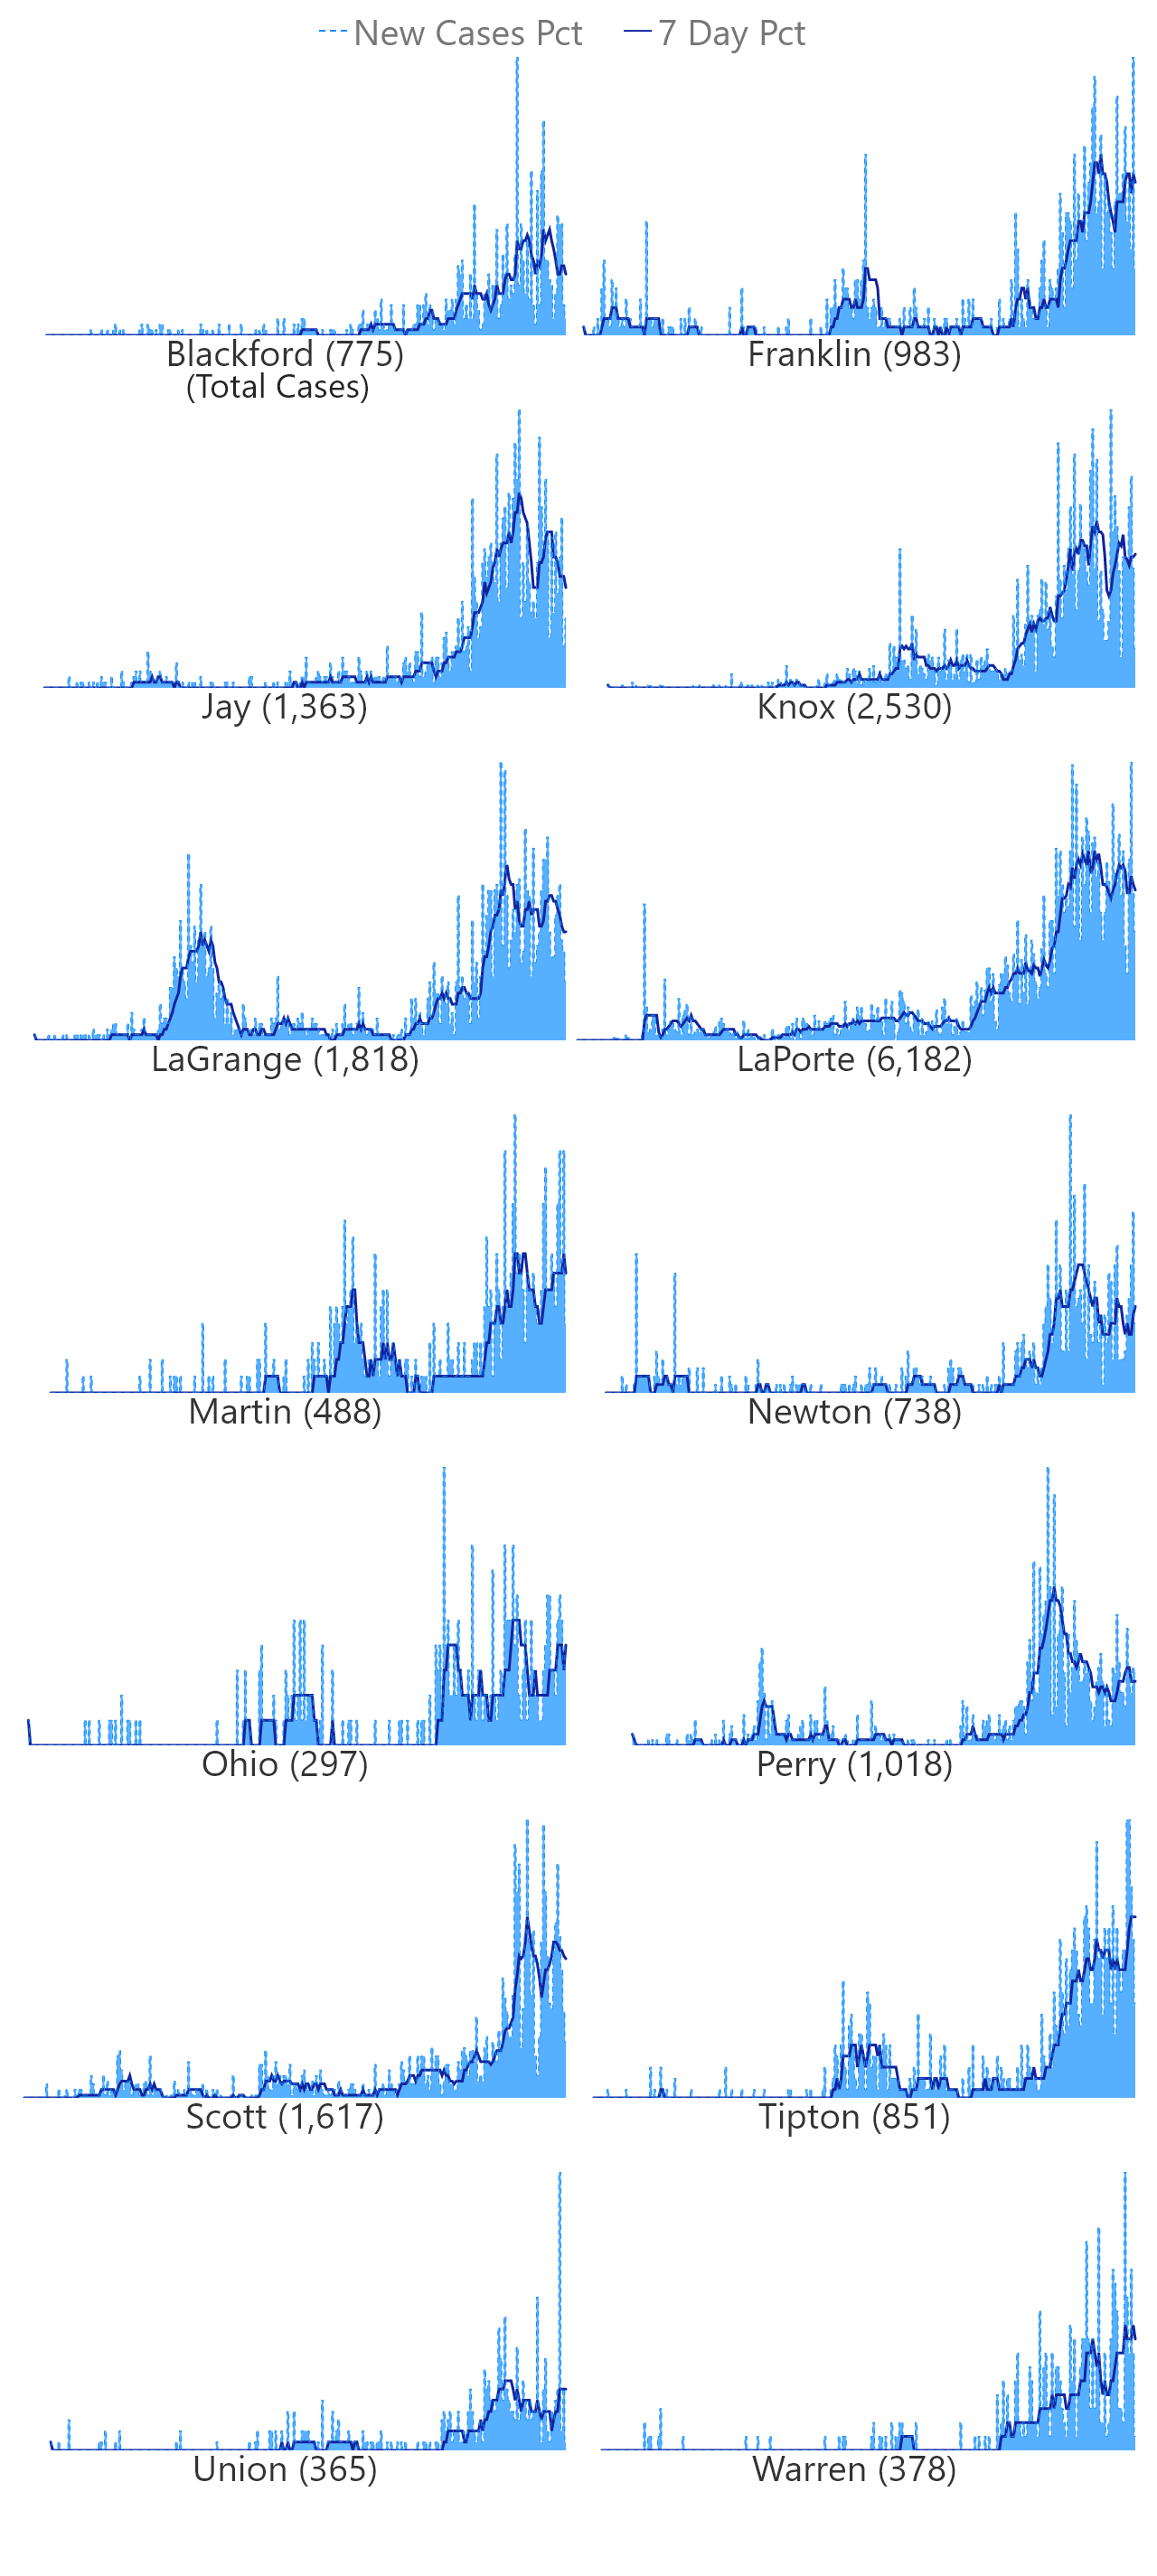 New Cases Pct 7 Day Pct
Blackford (775) Franklin (983)
(Total Cases)
Jay (1,363) Knox (2,530)
LaGrange (1,818) LaPorte (6,182)
Martin (488) Newton (738)
Ohio (297) Perry (1,018)
Scott (1,617) Tipton (851)
Union (365) Warren (378)